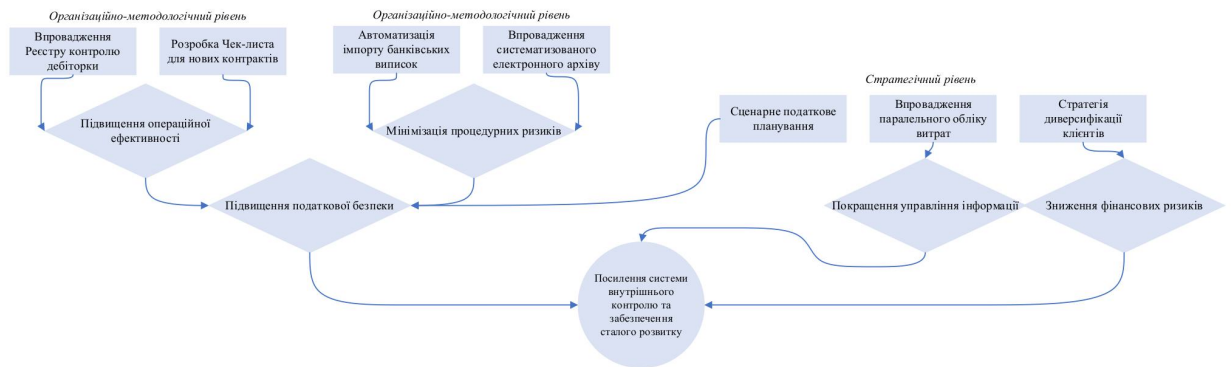 Організаційно-методологічний рівень
Впровадження
Реєстру контролю
дебіторки
Розробка Чек-листа
для нових контрактів
Підвищення операційної
ефективності
Організаційно-методологічний рівень
Автоматизація
імпорту банківських
виписок
Впровадження
систематизованого
електронного архіву
Мінімізація процедурних ризиків
Сценарне податкове
планування
Стратегічний рівень
Впровадження
паралельного обліку
витрат
Стратегія
диверсифікації
клієнтів
Підвищення податкової безпеки
Покращення управління інформації
Зниження фінансових ризиків
Посилення системи
внутрішнього
контролю та
забезпечення
сталого розвитку